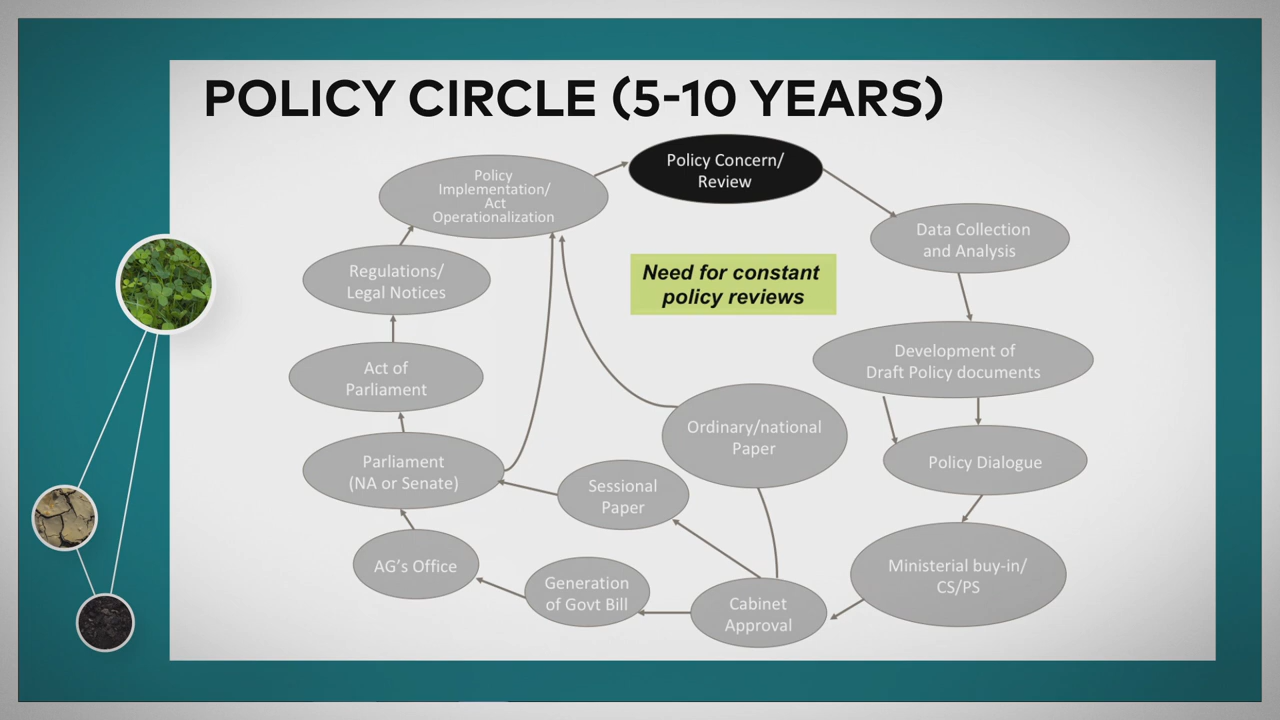 POLICY CIRCLE (5-10 YEARS)
Policy Concern/
Review
Data Collection
and Analysis
Development of
Draft Policy documents
Policy Dialogue
Ministerial buy-in/
CS/PS
Cabinet
Approval
Ordinary/national
Paper
Sessional
Paper
Generation
of Govt Bill
AG’s Office
Parliament
(NA or Senate)
Act of
Parliament
Regulations/
Legal Notices
Policy
Implementation/
Act
Operationalization
Need for constant
policy reviews